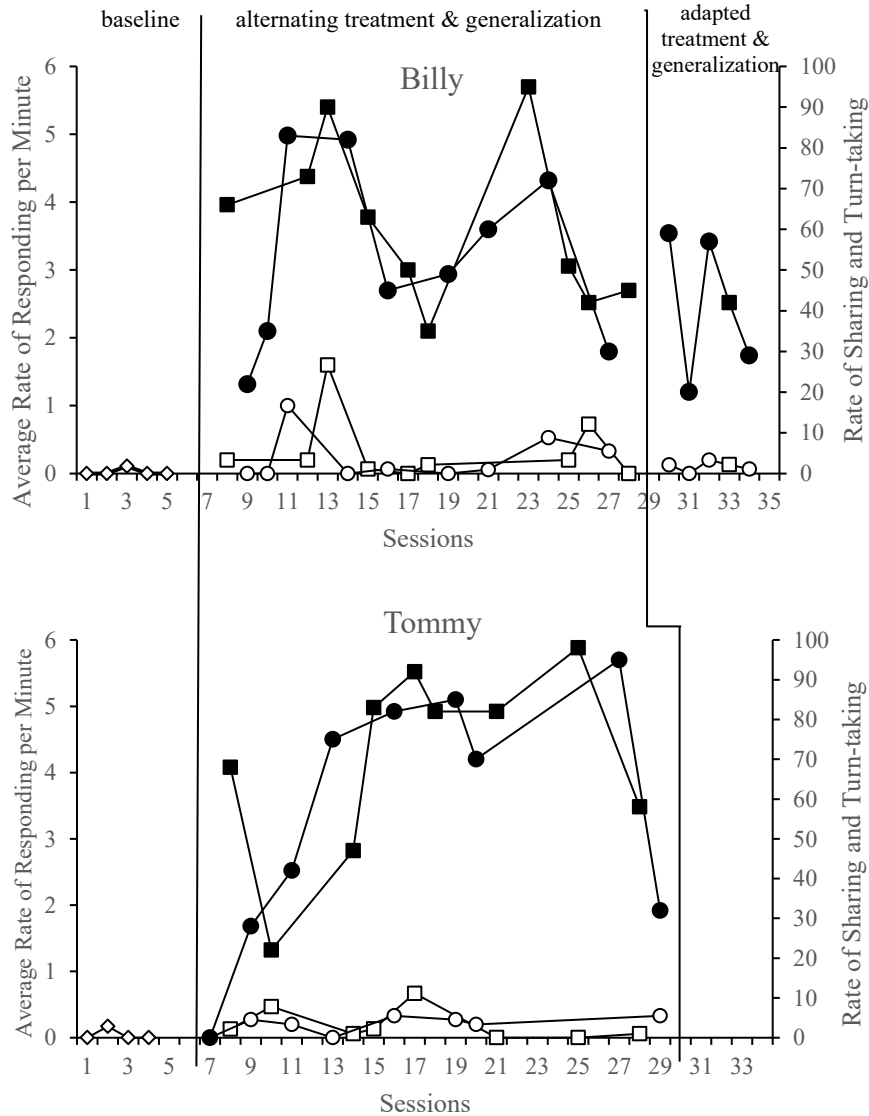 baseline
alternating treatment & generalization
adapted
treatment &
generalization
Billy
Average Rate of Responding per Minute
6
5
4
3
2
1
0
Rate of Sharing and Turn-taking
100
90
80
70
60
50
40
30
20
10
0
1 3 5 7 9 11 13 15 17 19 21 23 25 27 29 31 33 35
Sessions
Tommy
Average Rate of Responding per Minute
6
5
4
3
2
1
0
Rate of Sharing and Turn-taking
100
90
80
70
60
50
40
30
20
10
0
1 3 5 7 9 11 13 15 17 19 21 23 25 27 29 31 33
Sessions